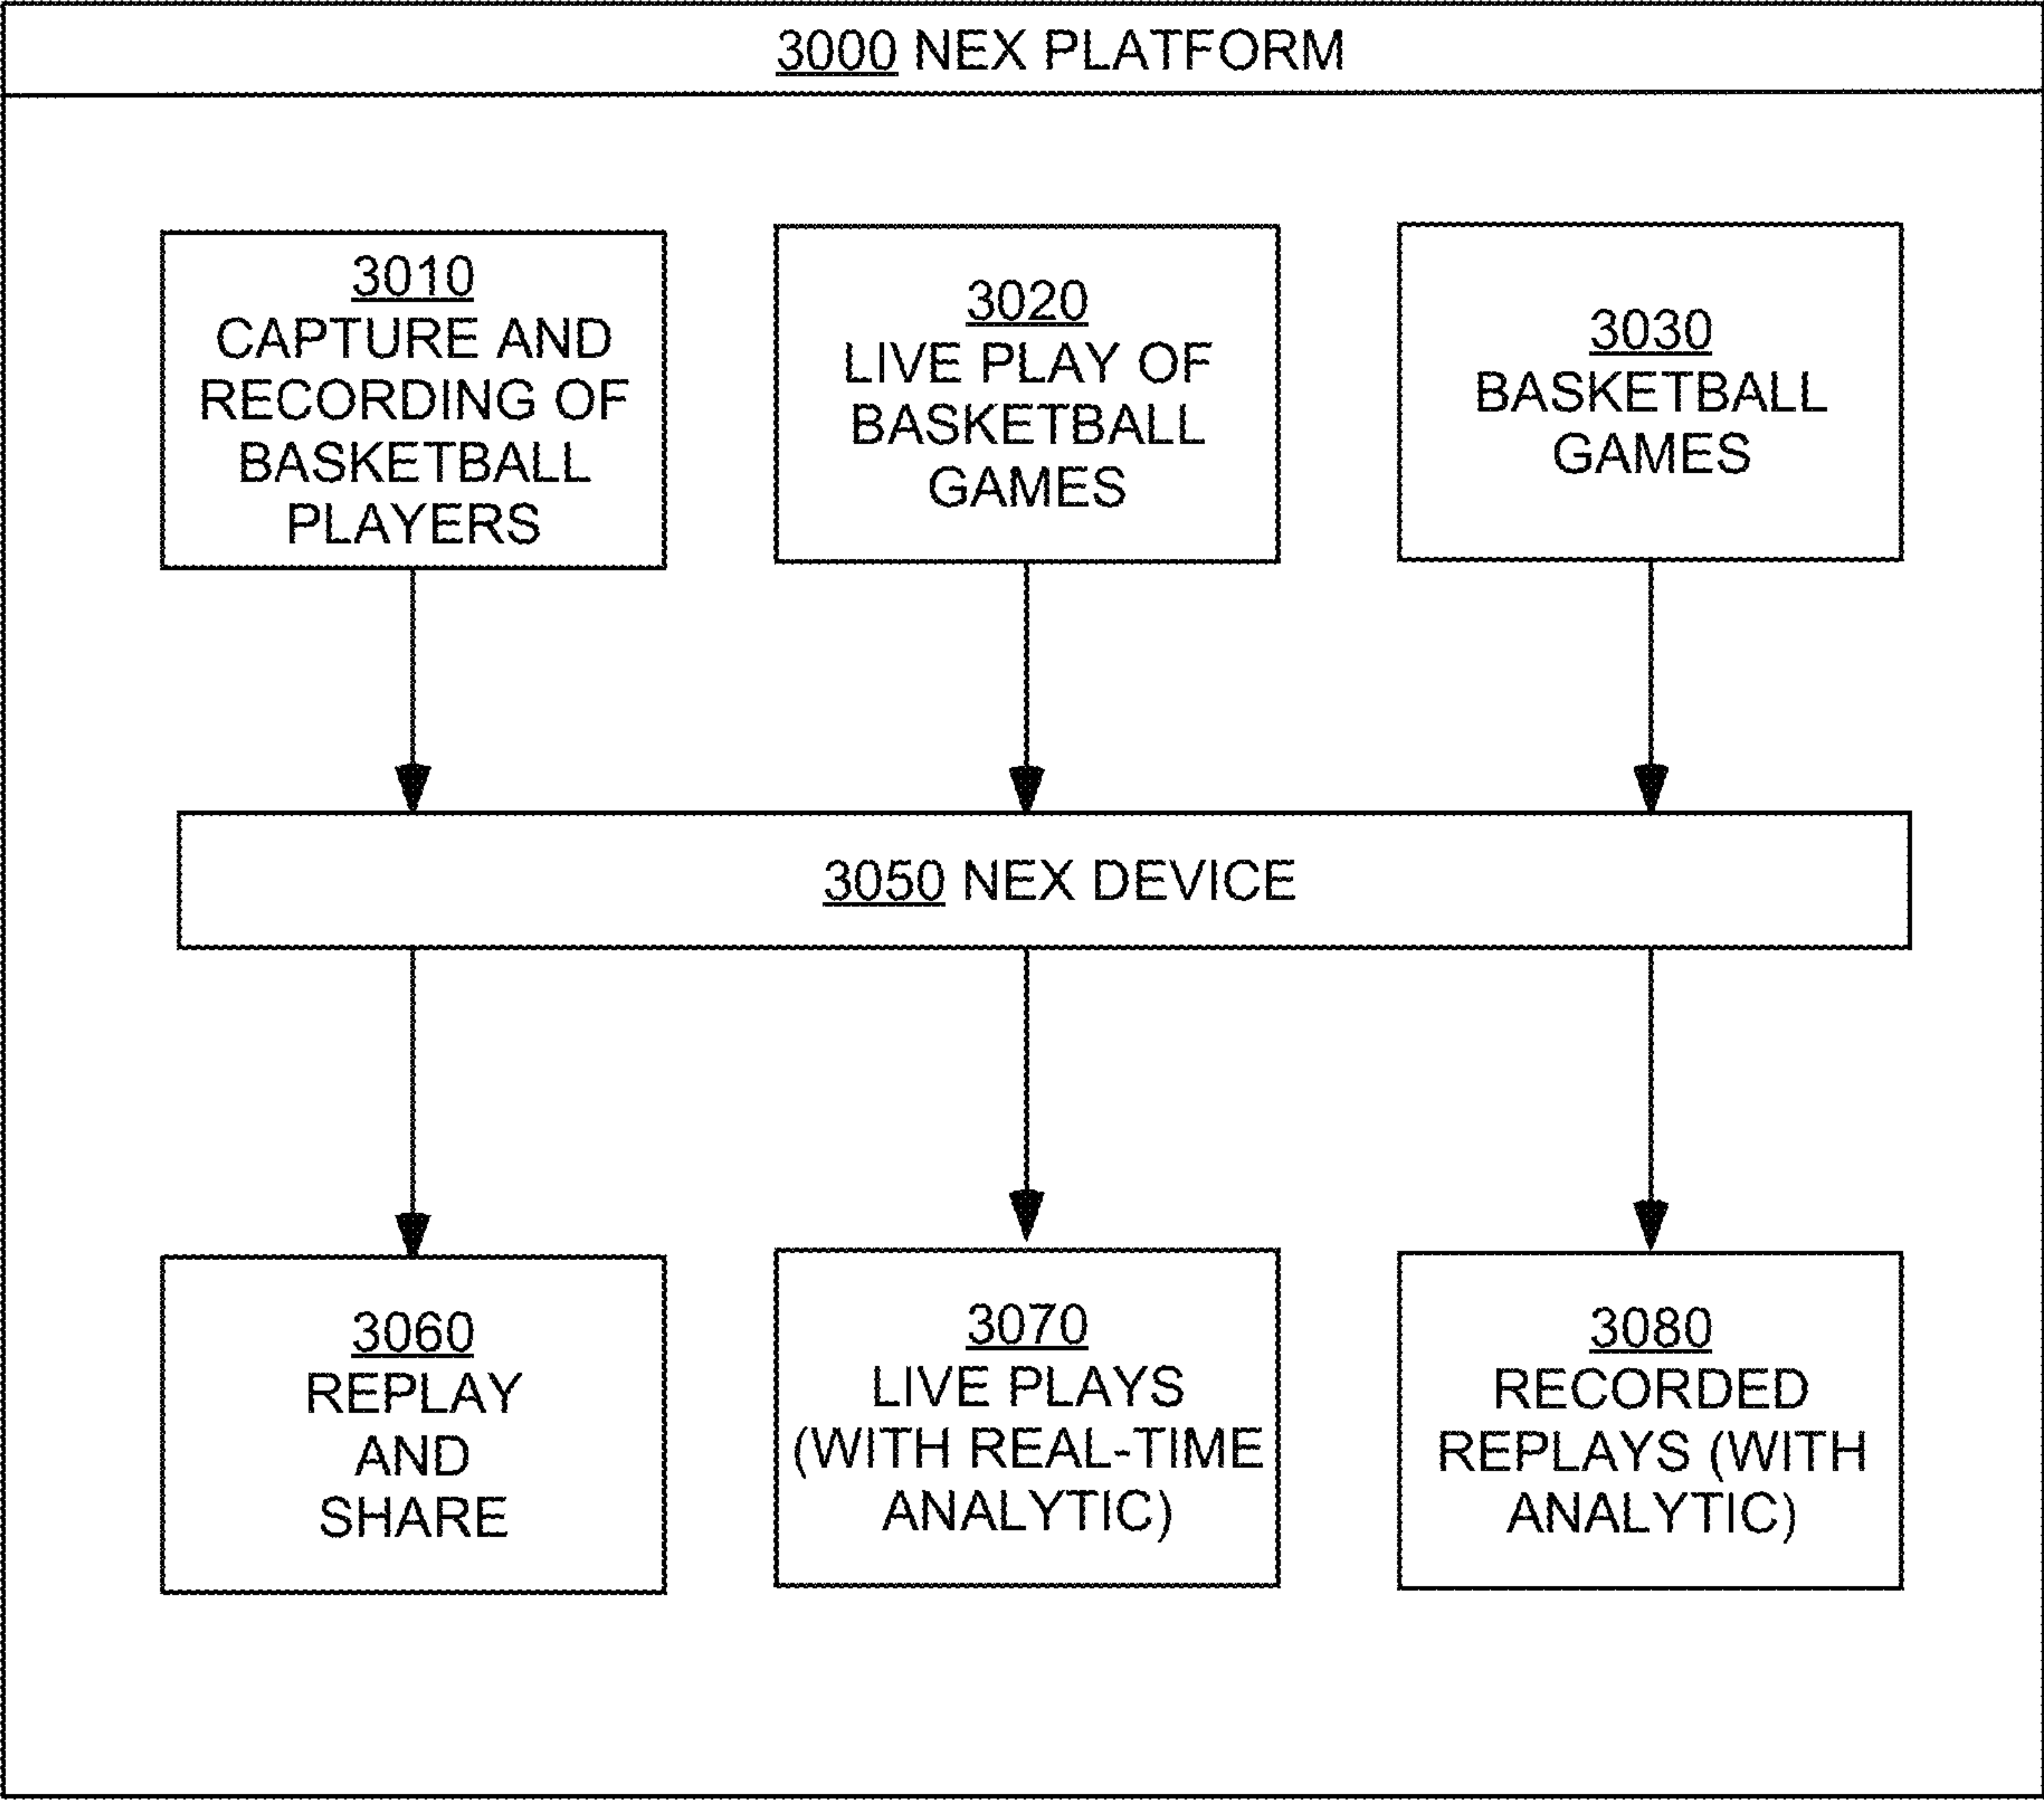 3000 NEX PLATFORM
3010
CAPTURE AND
RECORDING OF
BASKETBALL
PLAYERS
3020
LIVE PLAY OF
BASKETBALL
GAMES
3030
BASKETBALL
GAMES
3050 NEX DEVICE
3060
REPLAY
AND
SHARE
3070
LIVE PLAYS
(WITH REAL-TIME
ANALYTIC)
3080
RECORDED
REPLAYS (WITH
ANALYTIC)